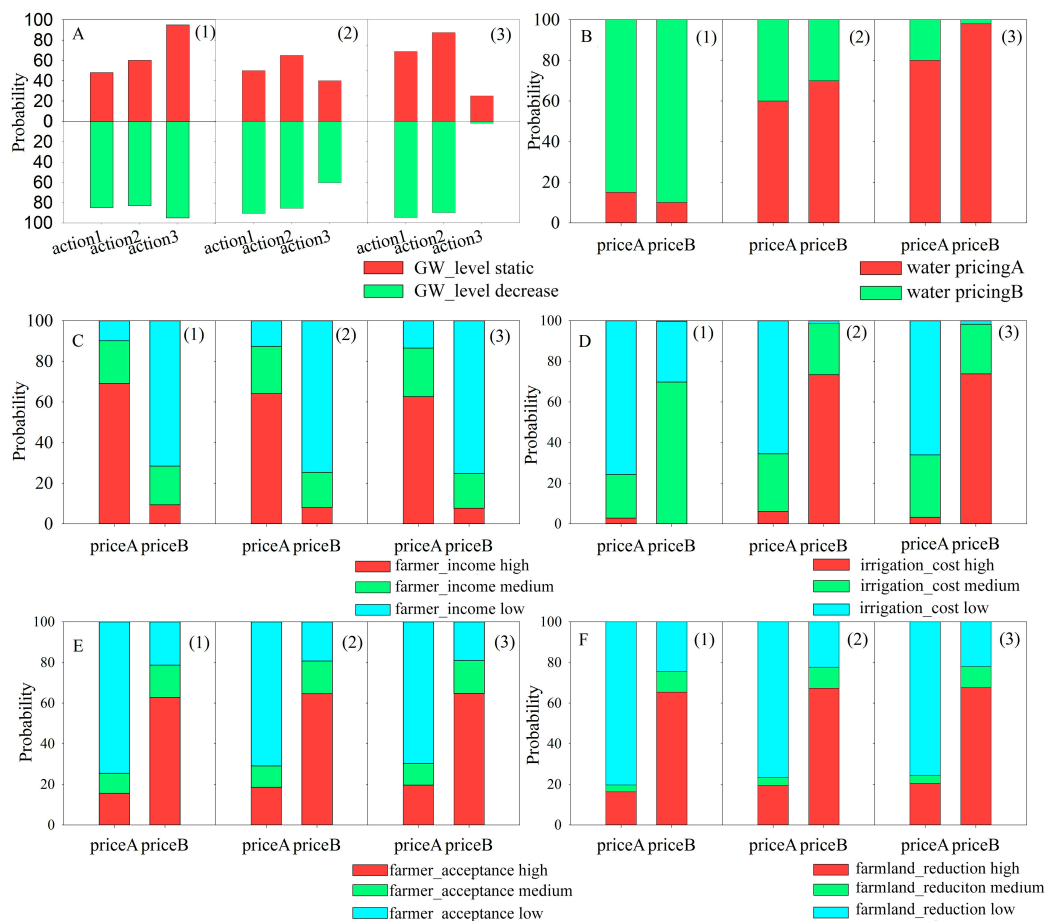 A (1) (2) (3)
Probability
100
80
60
40
20
0
20
40
60
80
100
action1 action2 action3 action1 action2 action3 action1 action2 action3
GW_level static
GW_level decrease
B (1) (2) (3)
Probability
100
80
60
40
20
0
priceA priceB priceA priceB priceA priceB
water pricingA
water pricingB
C (1) (2) (3)
Probability
100
80
60
40
20
0
priceA priceB priceA priceB priceA priceB
farmer_income high
farmer_income medium
farmer_income low
D (1) (2) (3)
Probability
100
80
60
40
20
0
priceA priceB priceA priceB priceA priceB
irrigation_cost high
irrigation_cost medium
irrigation_cost low
E (1) (2) (3)
Probability
100
80
60
40
20
0
priceA priceB priceA priceB priceA priceB
farmer_acceptance high
farmer_acceptance medium
farmer_acceptance low
F (1) (2) (3)
Probability
100
80
60
40
20
0
priceA priceB priceA priceB priceA priceB
farmland_reduction high
farmland_reduciton medium
farmland_reduction low